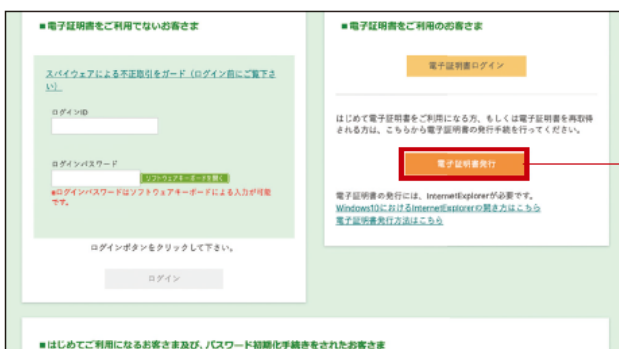 ■電子証明書をご利用でないお客さま
スパイウェアによる不正取引をガード（ログイン前にご覧下さ
い）
ログインID
ログインパスワード
ソフトウェアキーボードを開く
※ログインパスワードはソフトウェアキーボードによる入力が可能
です。
ログインボタンをクリックして下さい。
ログイン
■電子証明書をご利用のお客さま
電子証明書ログイン
はじめて電子証明書をご利用になる方、もしくは電子証明書を再取得
される方は、こちらから電子証明書の発行手続を行ってください。
電子証明書発行
電子証明書の発行には、InternetExplorerが必要です。
Windows10におけるInternetExplorerの開き方はこちら
電子証明書発行方法はこちら
■はじめてご利用になるお客さま及び、パスワード初期化手続きをされたお客さま